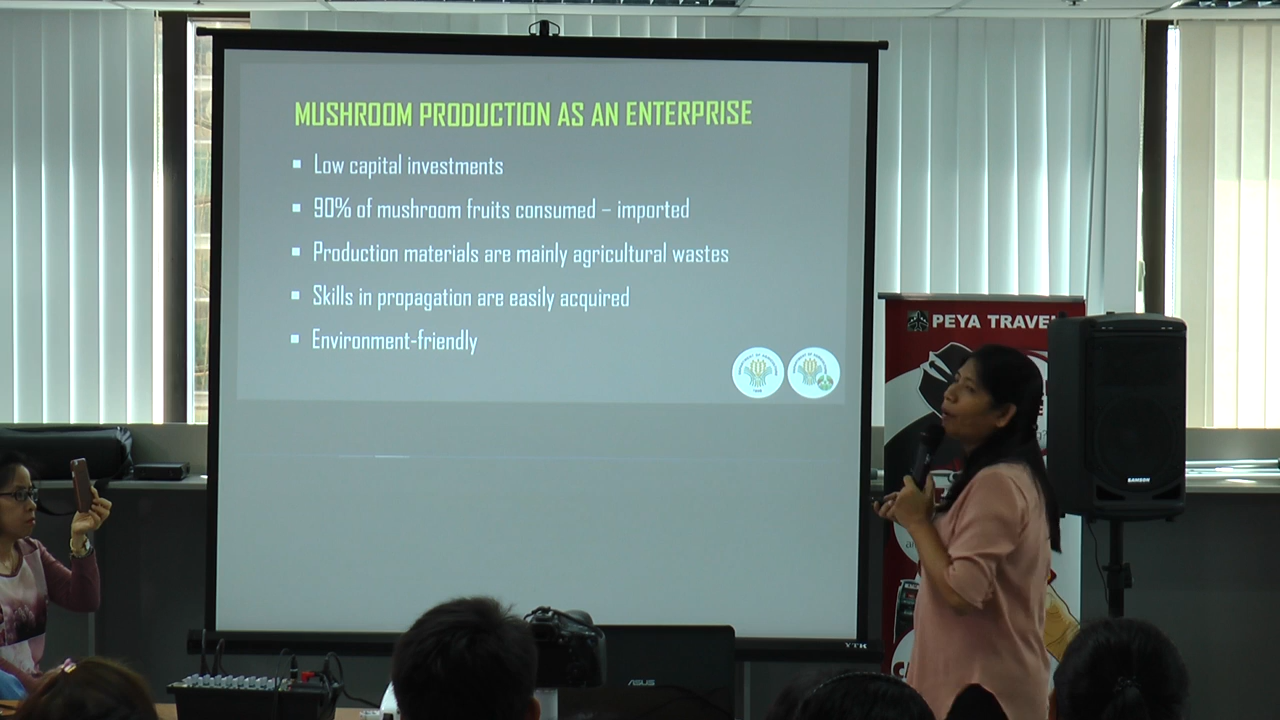 MUSHROOM PRODUCTION AS AN ENTERPRISE
▪ Low capital investments
▪ 90% of mushroom fruits consumed – imported
▪ Production materials are mainly agricultural wastes
▪ Skills in propagation are easily acquired
▪ Environment-friendly
PEYA TRAVEL
SAMSON
VTK
ASUS